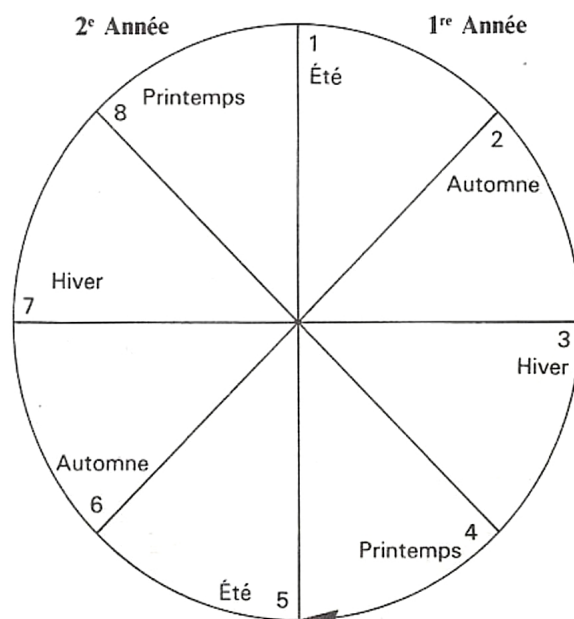 2e Année
1re Année
1
Été
2
Automne
3
Hiver
4
Printemps
5
Été
6
Automne
7
Hiver
8
Printemps